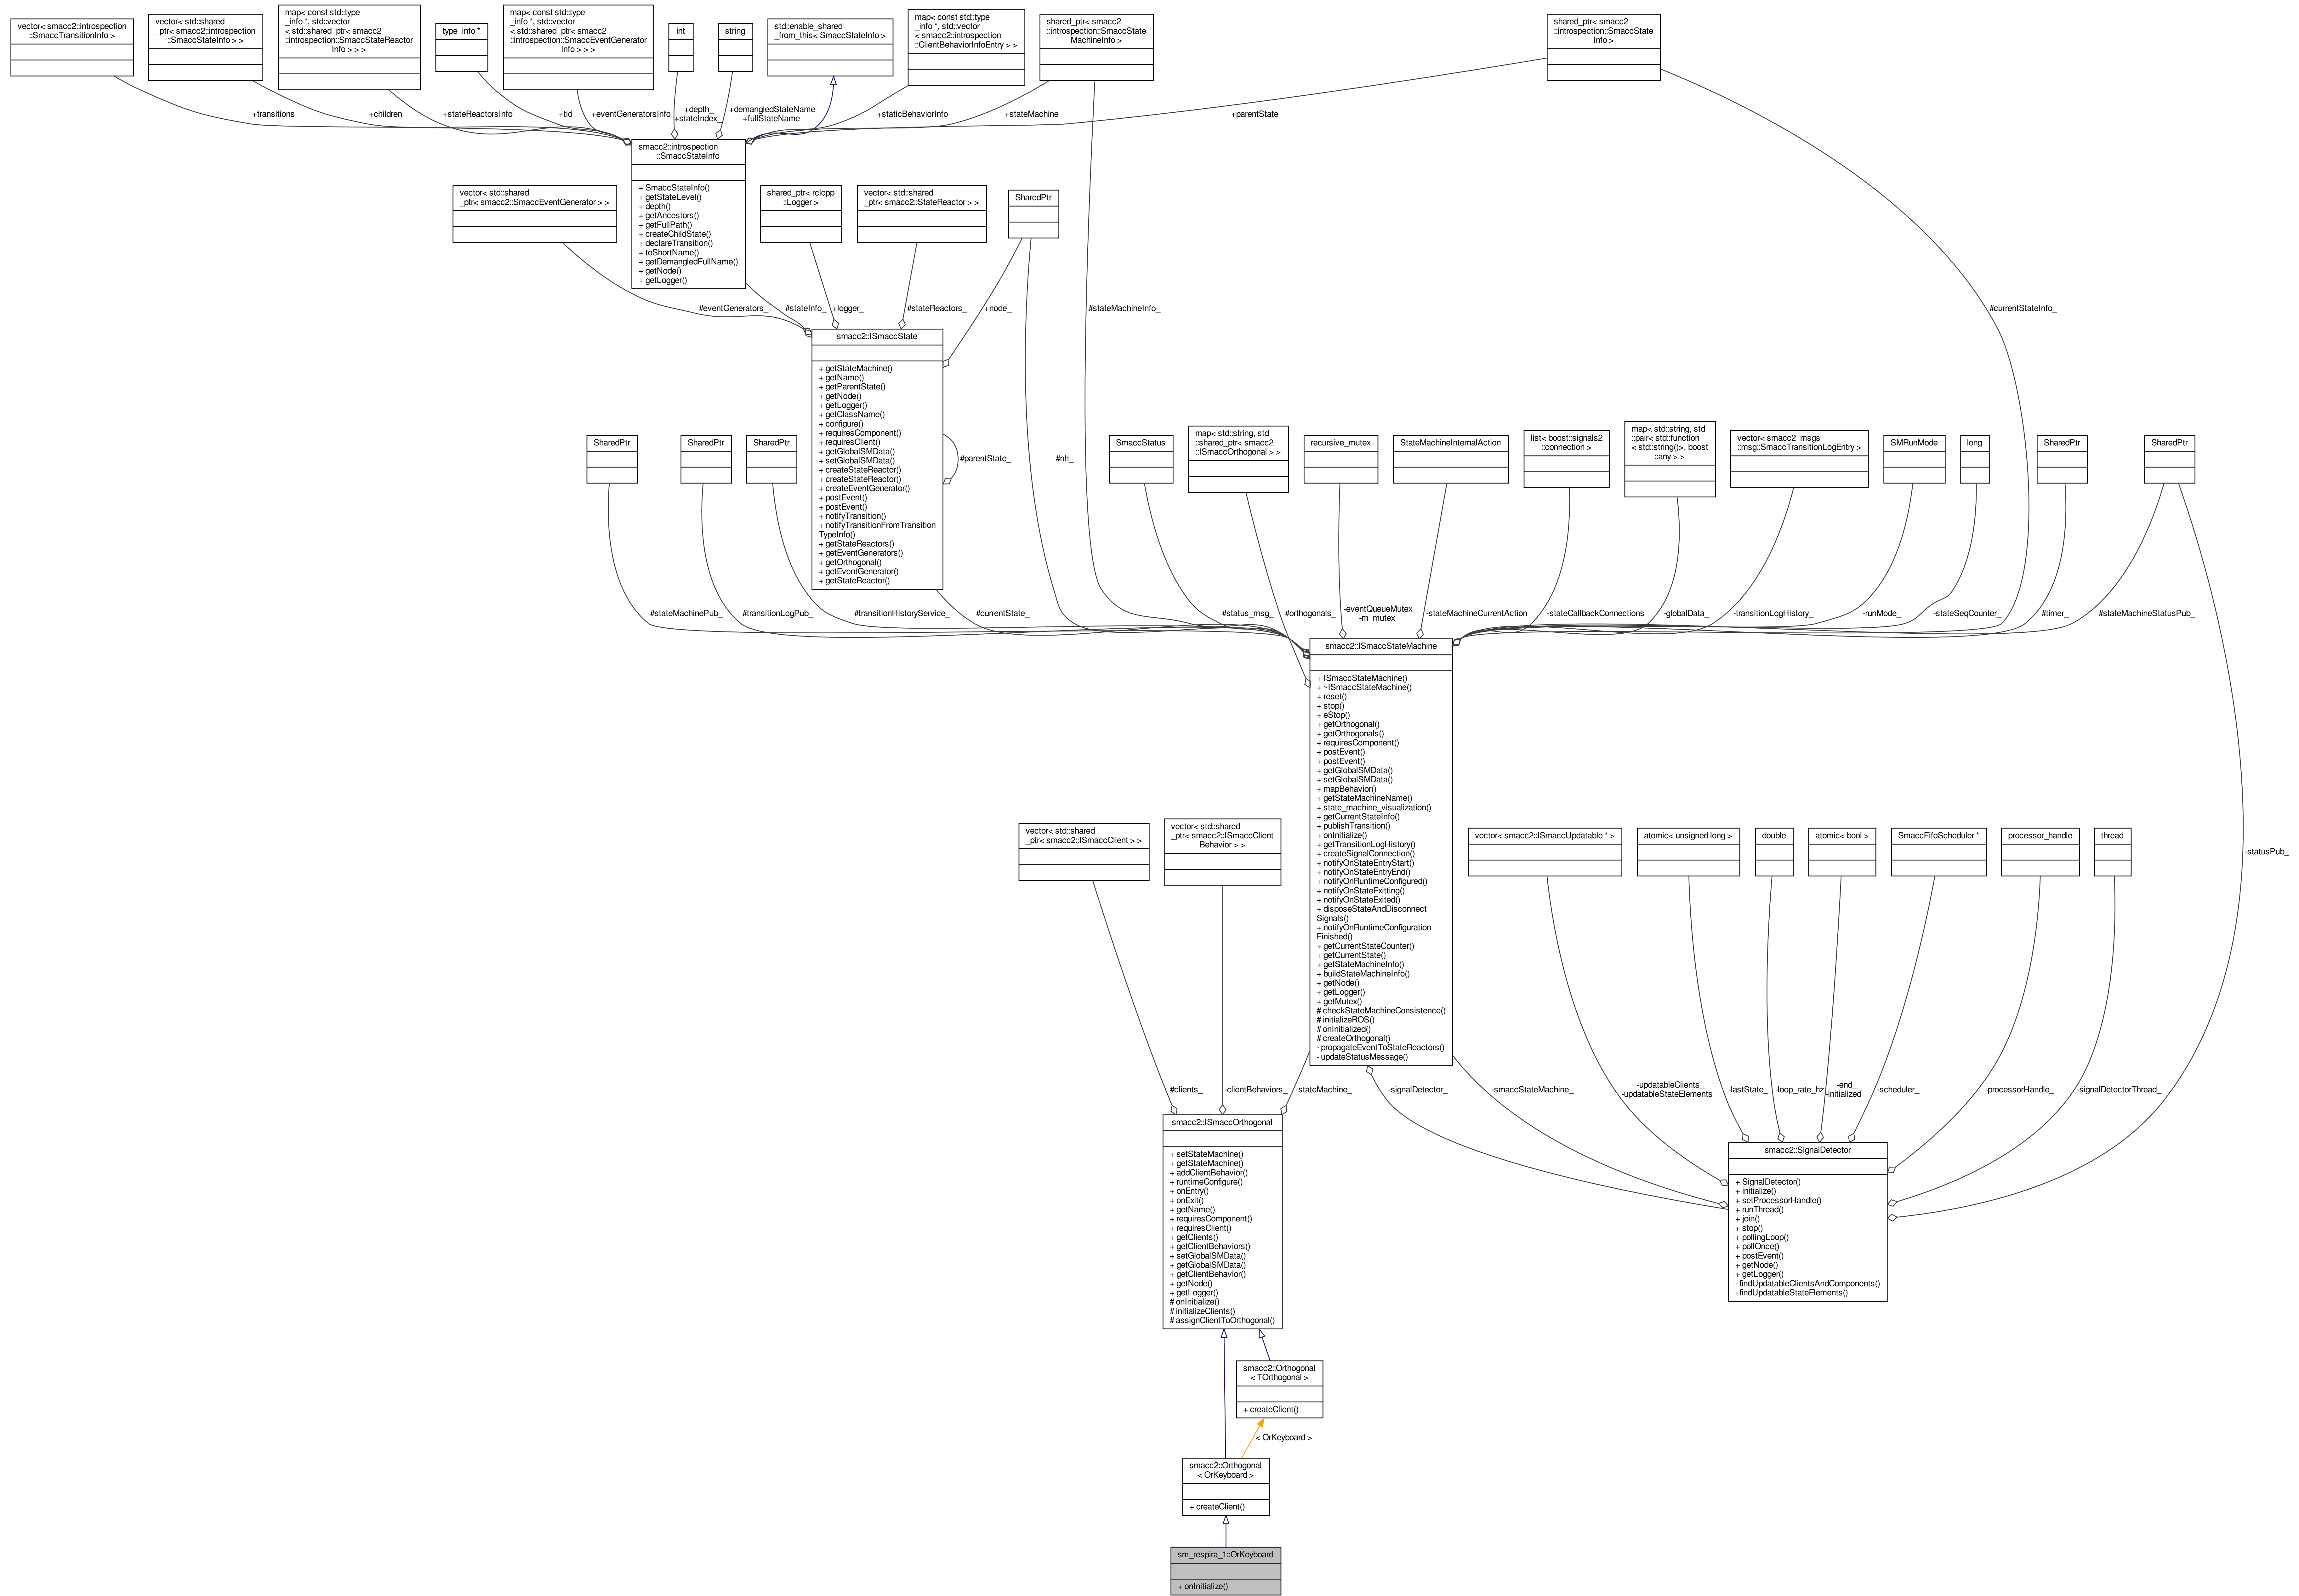 vector< smacc2::introspection
::SmaccTransitionInfo >
vector< std::shared
_ptr< smacc2::introspection
::SmaccStateInfo > >
map< const std::type
_info *, std::vector
< std::shared_ptr< smacc2
::introspection::SmaccStateReactor
Info > > >
type_info *
map< const std::type
_info *, std::vector
< std::shared_ptr< smacc2
::introspection::SmaccEventGenerator
Info > > >
int
string
std::enable_shared
_from_this< SmaccStateInfo >
map< const std::type
_info *, std::vector
< smacc2::introspection
::ClientBehaviorInfoEntry > >
shared_ptr< smacc2
::introspection::SmaccState
MachineInfo >
shared_ptr< smacc2
::introspection::SmaccState
Info >
+transitions_
+children_
+stateReactorsInfo
+tid_
+eventGeneratorsInfo
+depth_
+stateIndex_
+demangledStateName
+fullStateName
+staticBehaviorInfo
+stateMachine_
+parentState_
smacc2::introspection
::SmaccStateInfo
+ SmaccStateInfo()
+ getStateLevel()
+ depth()
+ getAncestors()
+ getFullPath()
+ createChildState()
+ declareTransition()
+ toShortName()
+ getDemangledFullName()
+ getNode()
+ getLogger()
vector< std::shared
_ptr< smacc2::SmaccEventGenerator > >
shared_ptr< rclcpp
::Logger >
vector< std::shared
_ptr< smacc2::StateReactor > >
SharedPtr
#eventGenerators_
#stateInfo_
+logger_
#stateReactors_
+node_
#stateMachineInfo_
#currentStateInfo_
smacc2::ISmaccState
+ getStateMachine()
+ getName()
+ getParentState()
+ getNode()
+ getLogger()
+ getClassName()
+ configure()
+ requiresComponent()
+ requiresClient()
+ getGlobalSMData()
+ setGlobalSMData()
+ createStateReactor()
+ createStateReactor()
+ createEventGenerator()
+ postEvent()
+ postEvent()
+ notifyTransition()
+ notifyTransitionFromTransition
TypeInfo()
+ getStateReactors()
+ getEventGenerators()
+ getOrthogonal()
+ getEventGenerator()
+ getStateReactor()
#parentState_
#nh_
SharedPtr
SharedPtr
SharedPtr
SmaccStatus
map< std::string, std
::shared_ptr< smacc2
::ISmaccOrthogonal > >
recursive_mutex
StateMachineInternalAction
list< boost::signals2
::connection >
map< std::string, std
::pair< std::function
< std::string()>, boost
::any > >
vector< smacc2_msgs
::msg::SmaccTransitionLogEntry >
SMRunMode
long
SharedPtr
SharedPtr
#stateMachinePub_
#transitionLogPub_
#transitionHistoryService_
#currentState_
#status_msg_
#orthogonals_
-eventQueueMutex_
-m_mutex_
-stateMachineCurrentAction
-stateCallbackConnections
-globalData_
-transitionLogHistory_
-runMode_
-stateSeqCounter_
#timer_
#stateMachineStatusPub_
smacc2::ISmaccStateMachine
+ ISmaccStateMachine()
+ ~ISmaccStateMachine()
+ reset()
+ stop()
+ eStop()
+ getOrthogonal()
+ getOrthogonals()
+ requiresComponent()
+ postEvent()
+ postEvent()
+ getGlobalSMData()
+ setGlobalSMData()
+ mapBehavior()
+ getStateMachineName()
+ state_machine_visualization()
+ getCurrentStateInfo()
+ publishTransition()
+ onInitialize()
+ getTransitionLogHistory()
+ createSignalConnection()
+ notifyOnStateEntryStart()
+ notifyOnStateEntryEnd()
+ notifyOnRuntimeConfigured()
+ notifyOnStateExitting()
+ notifyOnStateExited()
+ disposeStateAndDisconnect
Signals()
+ notifyOnRuntimeConfiguration
Finished()
+ getCurrentStateCounter()
+ getCurrentState()
+ getStateMachineInfo()
+ buildStateMachineInfo()
+ getNode()
+ getLogger()
+ getMutex()
# checkStateMachineConsistence()
# initializeROS()
# onInitialized()
# createOrthogonal()
- propagateEventToStateReactors()
- updateStatusMessage()
vector< std::shared
_ptr< smacc2::ISmaccClient > >
vector< std::shared
_ptr< smacc2::ISmaccClient
Behavior > >
vector< smacc2::ISmaccUpdatable * >
atomic< unsigned long >
double
atomic< bool >
SmaccFifoScheduler *
processor_handle
thread
-statusPub_
#clients_
-clientBehaviors_
-stateMachine_
-signalDetector_
-smaccStateMachine_
-updatableClients_
-updatableStateElements_
-lastState_
-loop_rate_hz
-end_
-initialized_
-scheduler_
-processorHandle_
-signalDetectorThread_
smacc2::ISmaccOrthogonal
+ setStateMachine()
+ getStateMachine()
+ addClientBehavior()
+ runtimeConfigure()
+ onEntry()
+ onExit()
+ getName()
+ requiresComponent()
+ requiresClient()
+ getClients()
+ getClientBehaviors()
+ setGlobalSMData()
+ getGlobalSMData()
+ getClientBehavior()
+ getNode()
+ getLogger()
# onInitialize()
# initializeClients()
# assignClientToOrthogonal()
smacc2::SignalDetector
+ SignalDetector()
+ initialize()
+ setProcessorHandle()
+ runThread()
+ join()
+ stop()
+ pollingLoop()
+ pollOnce()
+ postEvent()
+ getNode()
+ getLogger()
- findUpdatableClientsAndComponents()
- findUpdatableStateElements()
smacc2::Orthogonal
< TOrthogonal >
+ createClient()
< OrKeyboard >
smacc2::Orthogonal
< OrKeyboard >
+ createClient()
sm_respira_1::OrKeyboard
+ onInitialize()